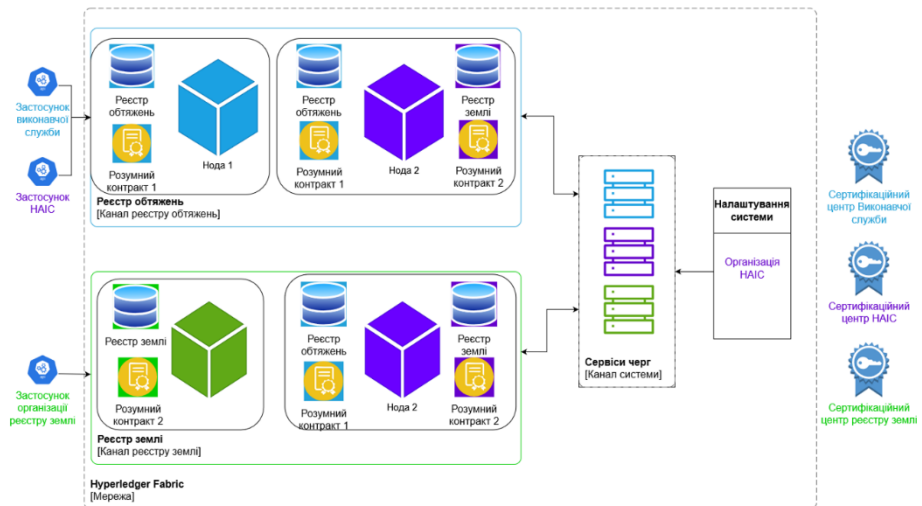 Застосунок
виконавчої
служби
Застосунок
НАІС
Реєстр
обтяжень
Розумний
контракт 1
Нода 1
Реєстр
обтяжень
Розумний
контракт 1
Нода 2
Реєстр
землі
Розумний
контракт 2
Реєстр обтяжень
[Канал реєстру обтяжень]
Застосунок
організації
реєстру землі
Реєстр землі
Розумний
контракт 2
Реєстр
обтяжень
Розумний
контракт 1
Нода 2
Реєстр
землі
Розумний
контракт 2
Реєстр землі
[Канал реєстру землі]
Hyperledger Fabric
[Мережа]
Сервіси черг
[Канал системи]
Налаштування
системи
Організація
НАІС
Сертифікаційний
центр Виконавчої
служби
Сертифікаційний
центр НАІС
Сертифікаційний
центр реєстру землі